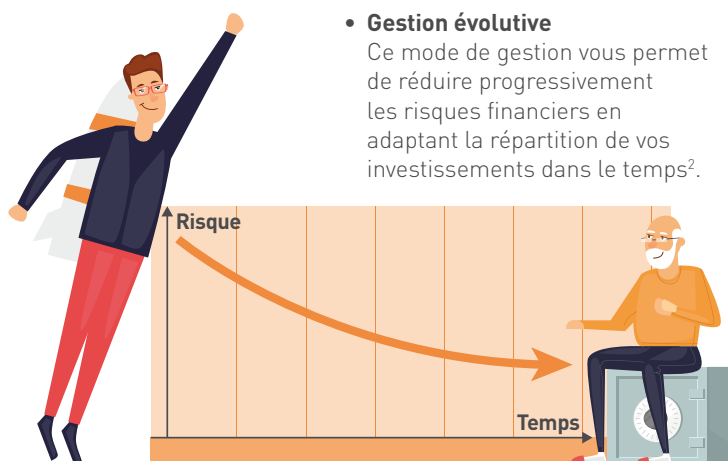 • Gestion évolutive
Ce mode de gestion vous permet
de réduire progressivement
les risques financiers en
adaptant la répartition de vos
investissements dans le temps².
Risque
Temps